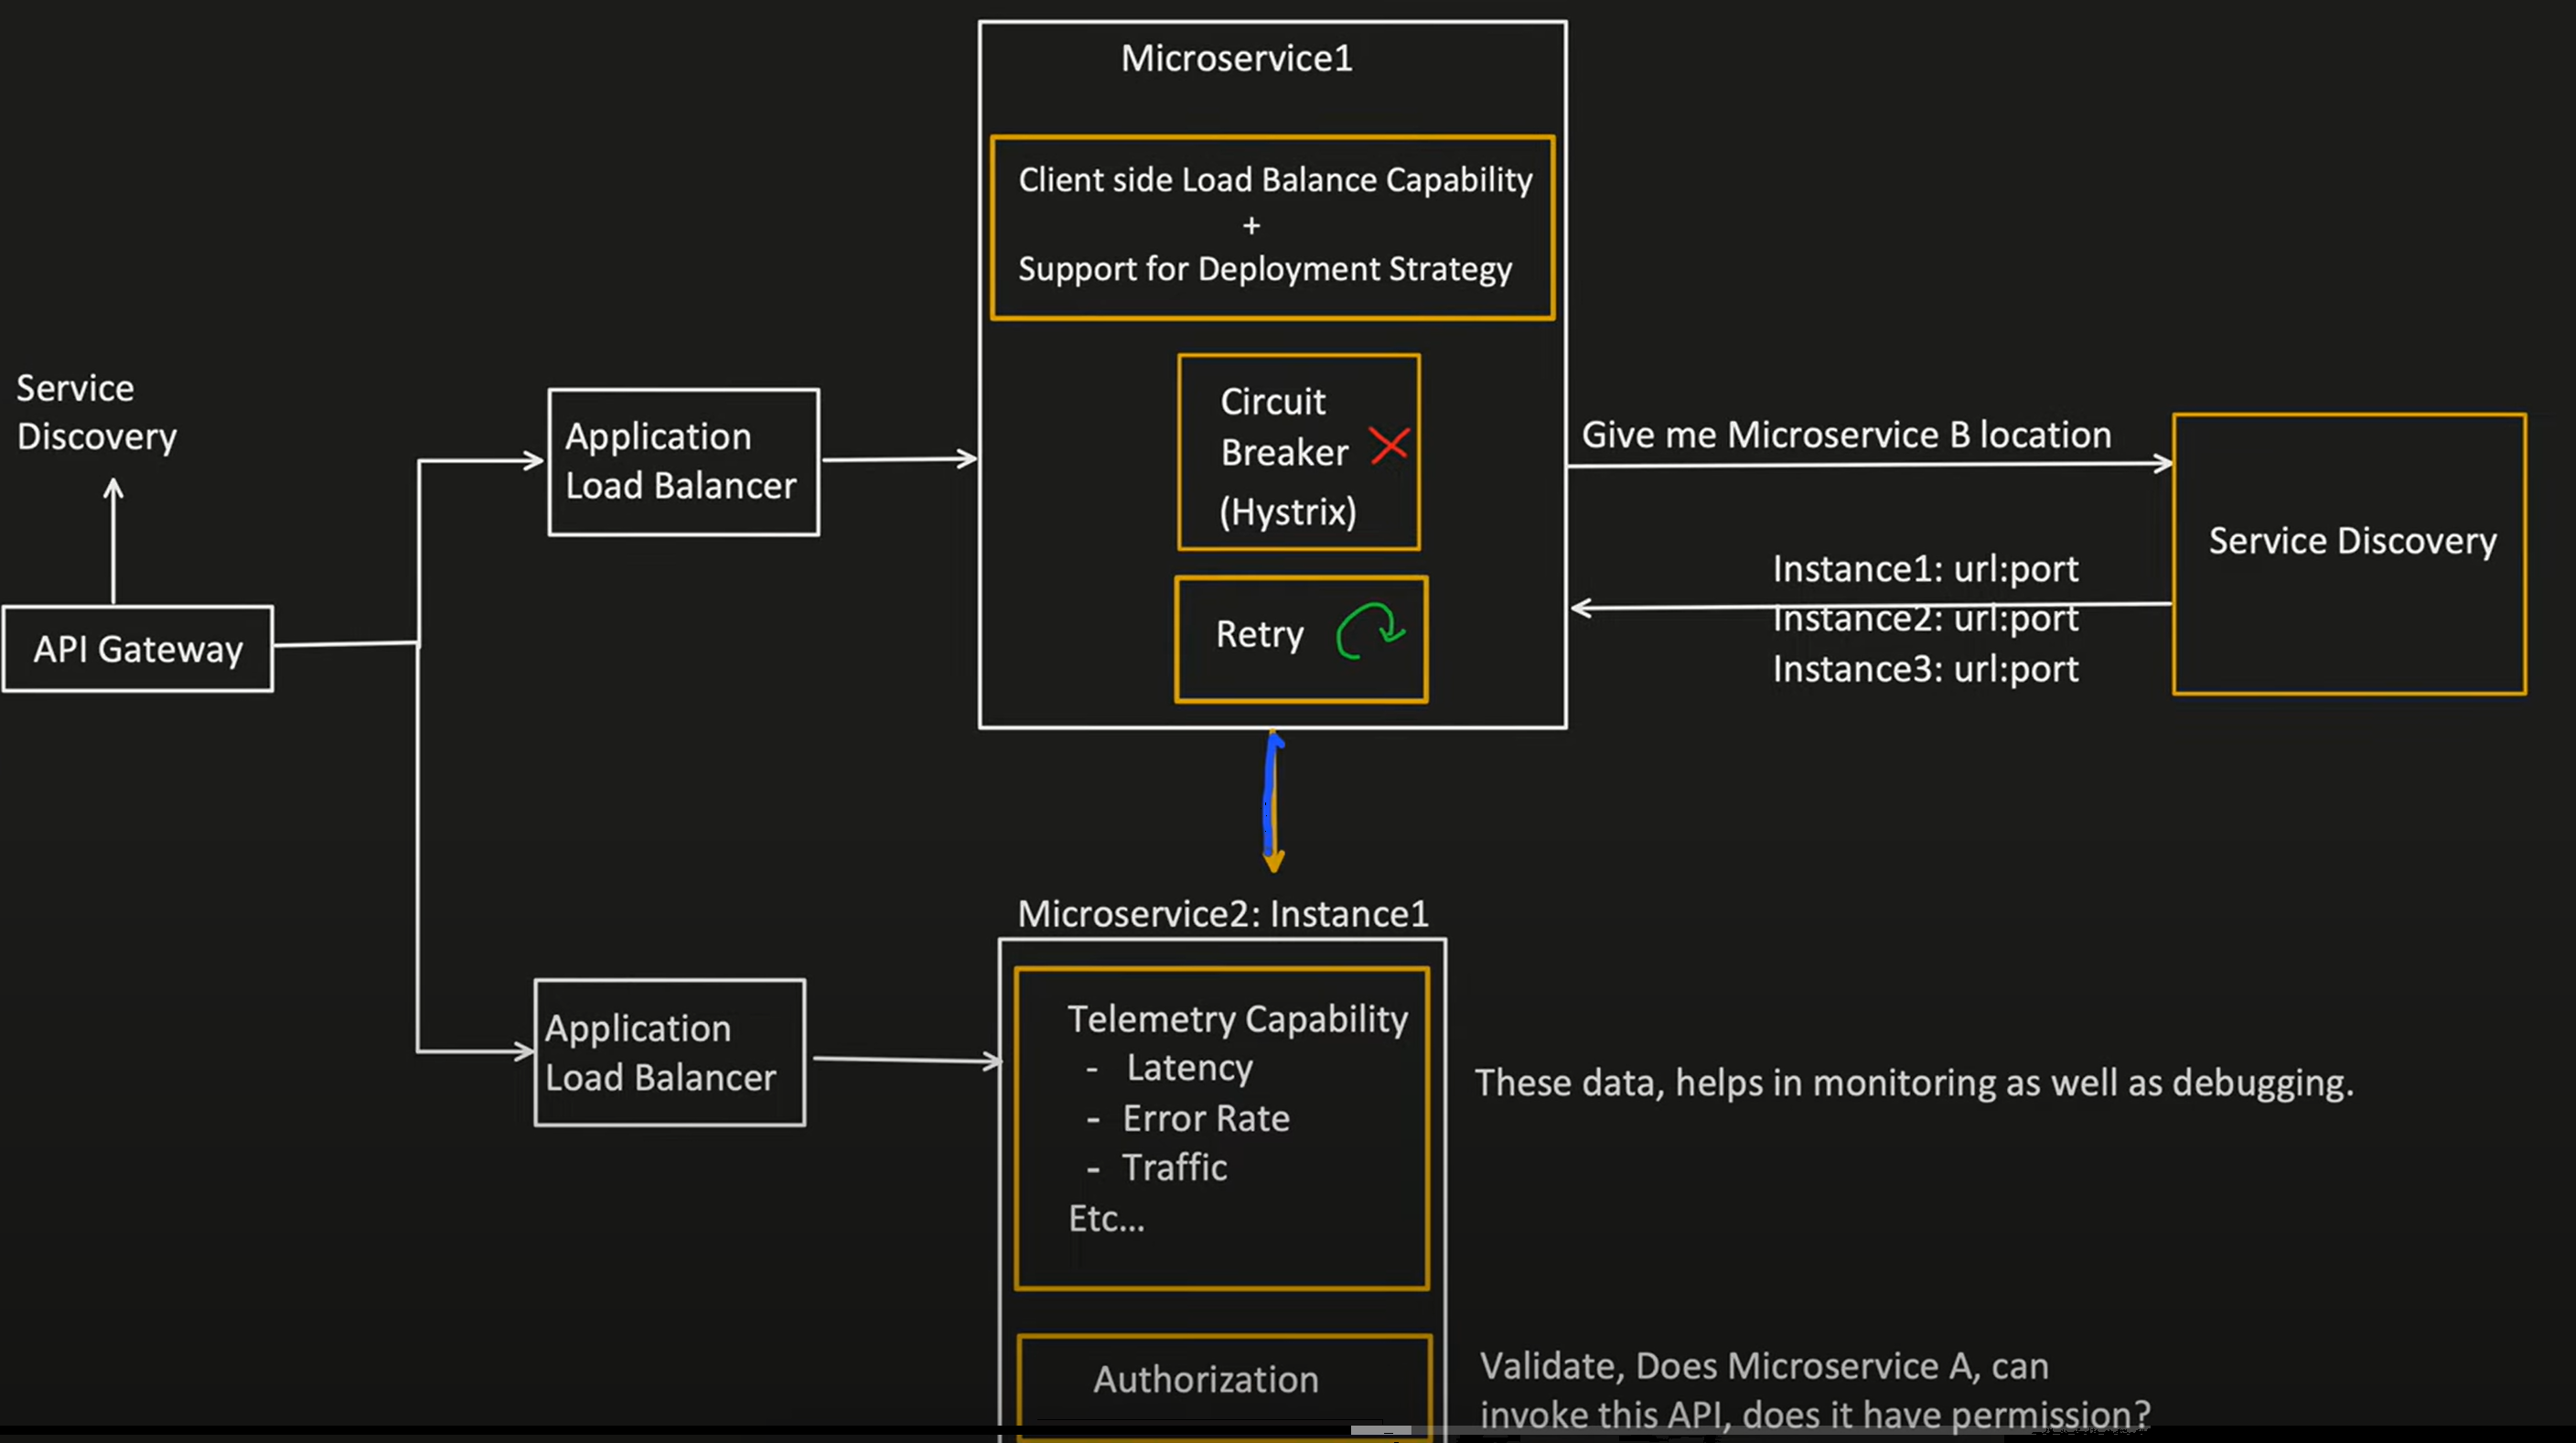 Microservice1
Client side Load Balance Capability
+
Support for Deployment Strategy
Service
Discovery
API Gateway
Application
Load Balancer
Circuit
Breaker
(Hystrix)
Retry
Give me Microservice B location
Instance1: url:port
Instance2: url:port
Instance3: url:port
Service Discovery
Microservice2: Instance1
Application
Load Balancer
Telemetry Capability
- Latency
- Error Rate
- Traffic
Etc...
These data, helps in monitoring as well as debugging.
Authorization
Validate, Does Microservice A, can
invoke this API, does it have permission?